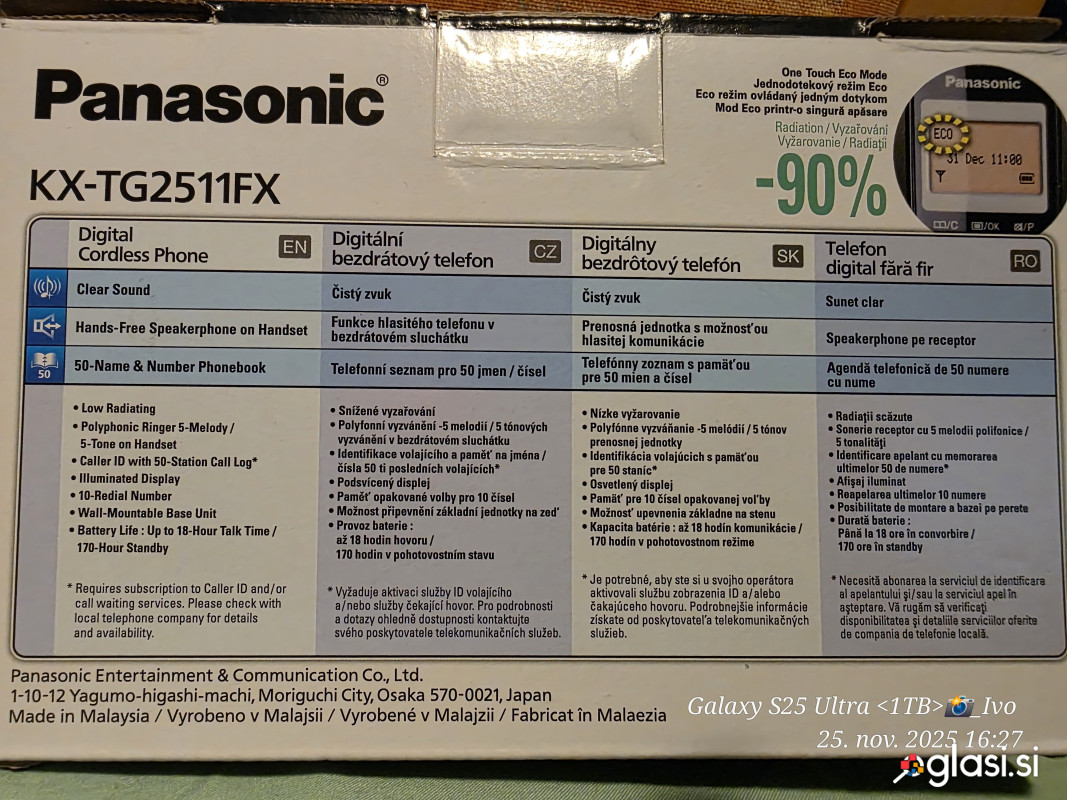 Panasonic®
KX-TG2511FX
One Touch Eco Mode
Jednodotekový režim Eco
Eco režim ovládaný jedným dotykom
Mod Eco printr-o singură apăsare
Radiation / Vyzařování
Vyžarovanie / Radiaţii
-90%
Panasonic
ECO
31 Dec 11:00
/C /OK /P
Digital
Cordless Phone
EN
Clear Sound
Hands-Free Speakerphone on Handset
50
50-Name & Number Phonebook
• Low Radiating
• Polyphonic Ringer 5-Melody /
5-Tone on Handset
• Caller ID with 50-Station Call Log*
• Illuminated Display
• 10-Redial Number
• Wall-Mountable Base Unit
• Battery Life : Up to 18-Hour Talk Time /
170-Hour Standby
* Requires subscription to Caller ID and/or
call waiting services. Please check with
local telephone company for details
and availability.
Digitální
bezdrátový telefon
CZ
Čistý zvuk
Funkce hlasitého telefonu v
bezdrátovém sluchátku
Telefonní seznam pro 50 jmen / čísel
• Snížené vyzařování
• Polyfonní vyzvánění -5 melodií / 5 tónových
vyzvánění v bezdrátovém sluchátku
• Identifikace volajícího a paměť na jména /
čísla 50 ti posledních volajících*
• Podsvícený displej
• Paměť opakované volby pro 10 čísel
• Možnost připevnění základní jednotky na zeď
• Provoz baterie :
až 18 hodin hovoru /
170 hodin v pohotovostním stavu
* Vyžaduje aktivaci služby ID volajícího
a/nebo služby čekající hovor. Pro podrobnosti
a dotazy ohledně dostupnosti kontaktujte
svého poskytovatele telekomunikačních služeb.
Digitálny
bezdrôtový telefón
SK
Čistý zvuk
Prenosná jednotka s možnosťou
hlasitej komunikácie
Telefónny zoznam s pamäťou
pre 50 mien a čísel
• Nízke vyžarovanie
• Polyfónne vyzváňanie -5 melódií / 5 tónov
prenosnej jednotky
• Identifikácia volajúcich s pamäťou
pre 50 staníc*
• Osvetlený displej
• Pamäť pre 10 čísel opakovanej voľby
• Možnosť upevnenia základne na stenu
• Kapacita batérie : až 18 hodín komunikácie /
170 hodín v pohotovostnom režime
* Je potrebné, aby ste si u svojho operátora
aktivovali službu zobrazenia ID a/alebo
čakajúceho hovoru. Podrobnejšie informácie
získate od poskytovateľa telekomunikačných
služieb.
Telefon
digital fără fir
RO
Sunet clar
Speakerphone pe receptor
Agendă telefonică de 50 numere
cu nume
• Radiaţii scăzute
• Sonerie receptor cu 5 melodii polifonice /
5 tonalităţi
• Identificare apelant cu memorarea
ultimelor 50 de numere*
• Afişaj iluminat
• Reapelarea ultimelor 10 numere
• Posibilitate de montare a bazei pe perete
• Durată baterie :
Până la 18 ore în convorbire /
170 ore în standby
* Necesită abonarea la serviciul de identificare
al apelantului şi/sau la serviciul apel în
aşteptare. Vă rugăm să verificaţi
disponibilitatea şi detaliile serviciilor oferite
de compania de telefonie locală.
Panasonic Entertainment & Communication Co., Ltd.
1-10-12 Yagumo-higashi-machi, Moriguchi City, Osaka 570-0021, Japan
Made in Malaysia / Vyrobeno v Malajsii / Vyrobené v Malajzii / Fabricat în Malaezia
Galaxy S25 Ultra <1TB>📸_Ivo
25. nov. 2025 16:27
oglasi.si